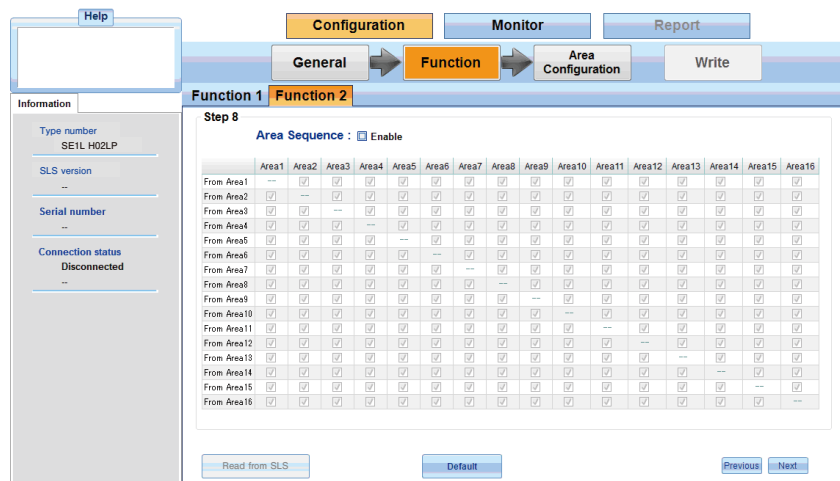 Help
Configuration
Monitor
Report
General
Function
Area
Configuration
Write
Function 1
Function 2
Information
Type number
SE1L H02LP
SLS version
--
Serial number
--
Connection status
Disconnected
--
Step 8
Area Sequence : Enable
Area1 Area2 Area3 Area4 Area5 Area6 Area7 Area8 Area9 Area10 Area11 Area12 Area13 Area14 Area15 Area16
From Area1 --
From Area2 --
From Area3 --
From Area4 --
From Area5 --
From Area6 --
From Area7 --
From Area8 --
From Area9 --
From Area10 --
From Area11 --
From Area12 --
From Area13 --
From Area14 --
From Area15 --
From Area16 --
Read from SLS
Default
Previous
Next